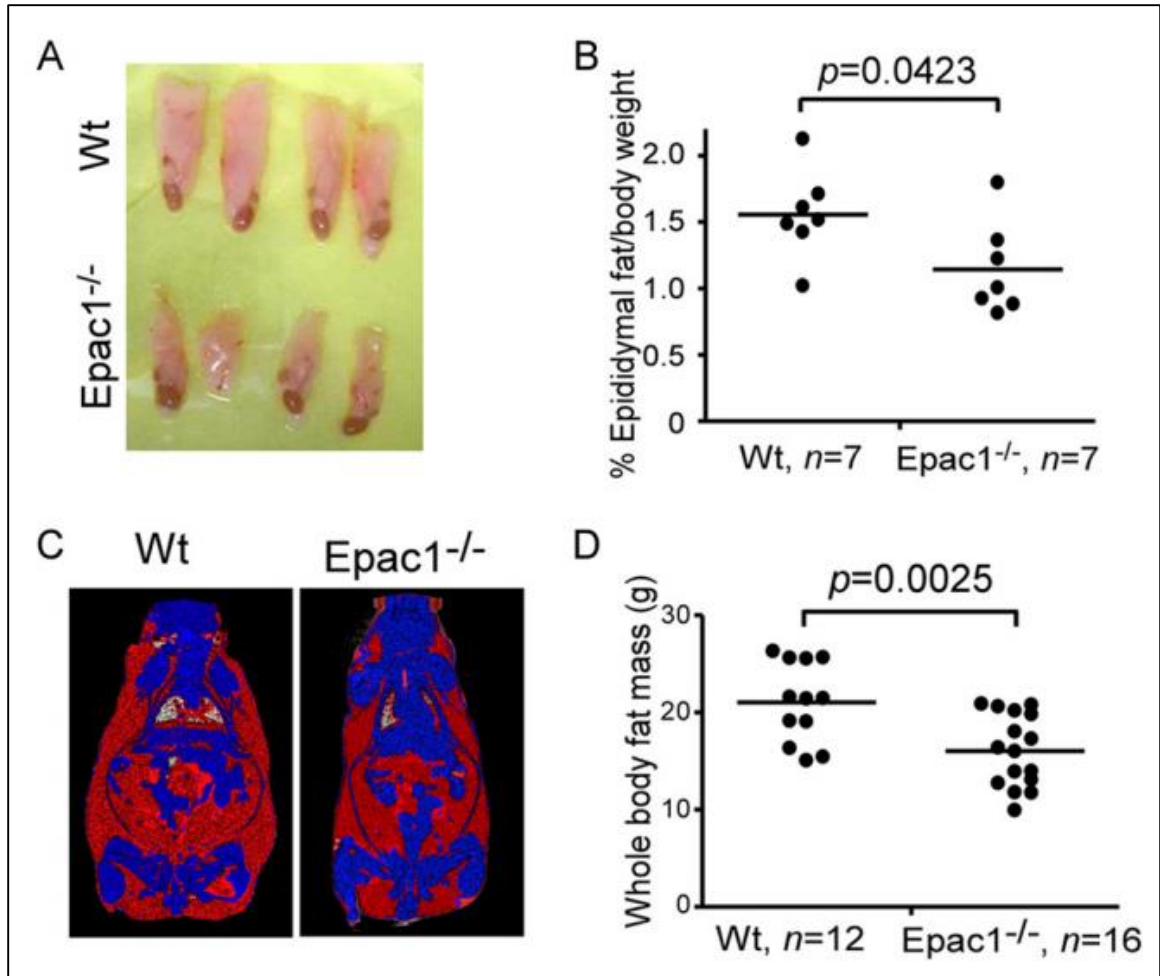 A
Wt
Epac1-/-
B
p=0.0423
% Epididymal fat/body weight
2.0
1.5
1.0
0.5
0
Wt, n=7
Epac1-/-, n=7
C
Wt
Epac1-/-
D
p=0.0025
Whole body fat mass (g)
30
20
10
0
Wt, n=12
Epac1-/-, n=16